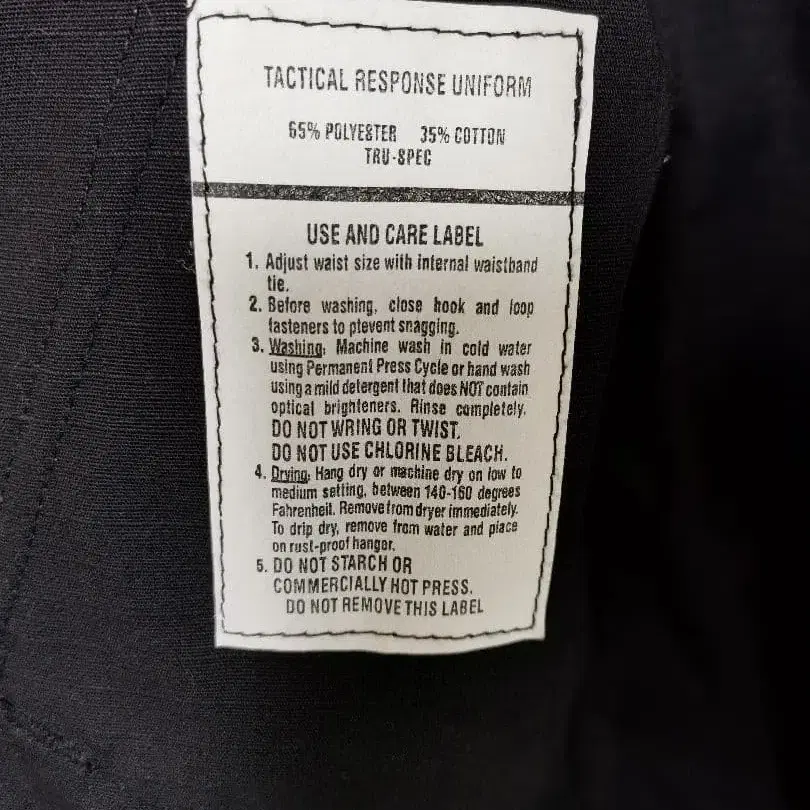 TACTICAL RESPONSE UNIFORM
65% POLYESTER 35% COTTON
TRU-SPEC
USE AND CARE LABEL
1. Adjust waist size with internal waistband
tie.
2. Before washing, close hook and loop
fasteners to prevent snagging.
3. Washing: Machine wash in cold water
using Permanent Press Cycle or hand wash
using a mild detergent that does NOT contain
optical brighteners. Rinse completely.
DO NOT WRING OR TWIST.
DO NOT USE CHLORINE BLEACH.
4. Drying: Hang dry or machine dry on low to
medium setting, between 140-160 degrees
Fahrenheit. Remove from dryer immediately.
To drip dry, remove from water and place
on rust-proof hanger.
5. DO NOT STARCH OR
COMMERCIALLY HOT PRESS.
DO NOT REMOVE THIS LABEL